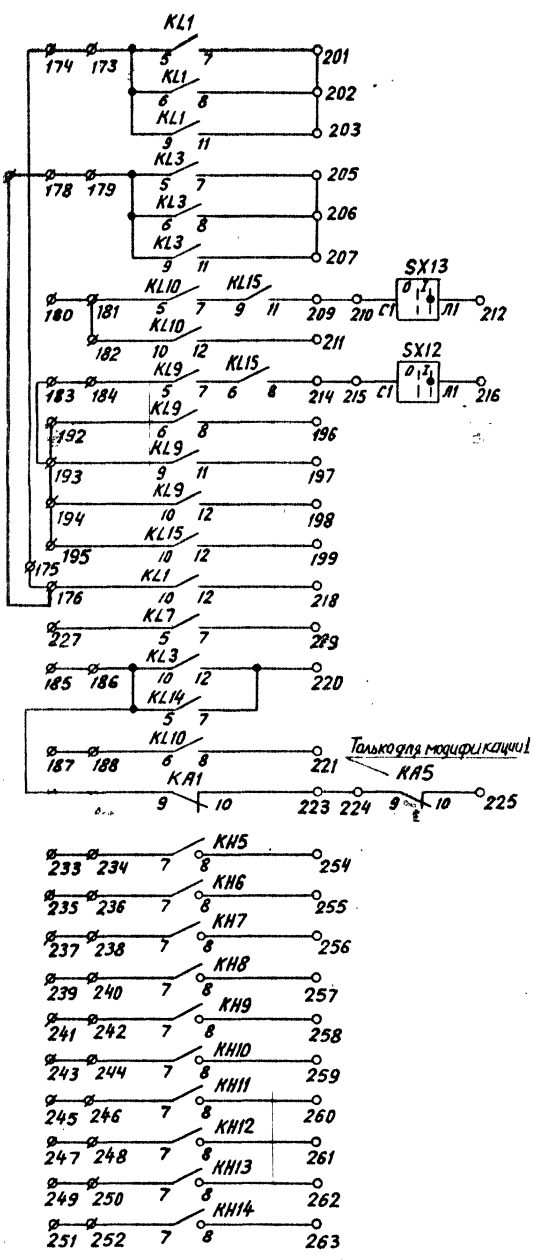 KL1
174 173 5 7 201
KL1
6 8 202
KL1
9 11 203
KL3
178 179 5 7 205
KL3
6 8 206
KL3
9 11 207
SX13
KL10 KL15 0 I
180 181 5 7 9 11 209 210 C1 Л1 212
KL10
182 10 12 211
SX12
KL9 KL15 0 I
183 184 5 7 6 8 214 215 C1 Л1 216
KL9
192 6 8 196
KL9
193 9 11 197
KL9
194 10 12 198
KL15
195 10 12 199
175
KL1
176 10 12 218
KL7
227 5 7
KL3
185 186 10 12 220
KL14
5 7
KL10
187 188 6 8 221
Только для модификации 1
KA1 KA5
9 10 223 224 9 10 225
KH5
233 234 7 8 254
KH6
235 236 7 8 255
KH7
237 238 7 8 256
KH8
239 240 7 8 257
KH9
241 242 7 8 258
KH10
243 244 7 8 259
KH11
245 246 7 8 260
KH12
247 248 7 8 261
KH13
249 250 7 8 262
KH14
251 252 7 8 263